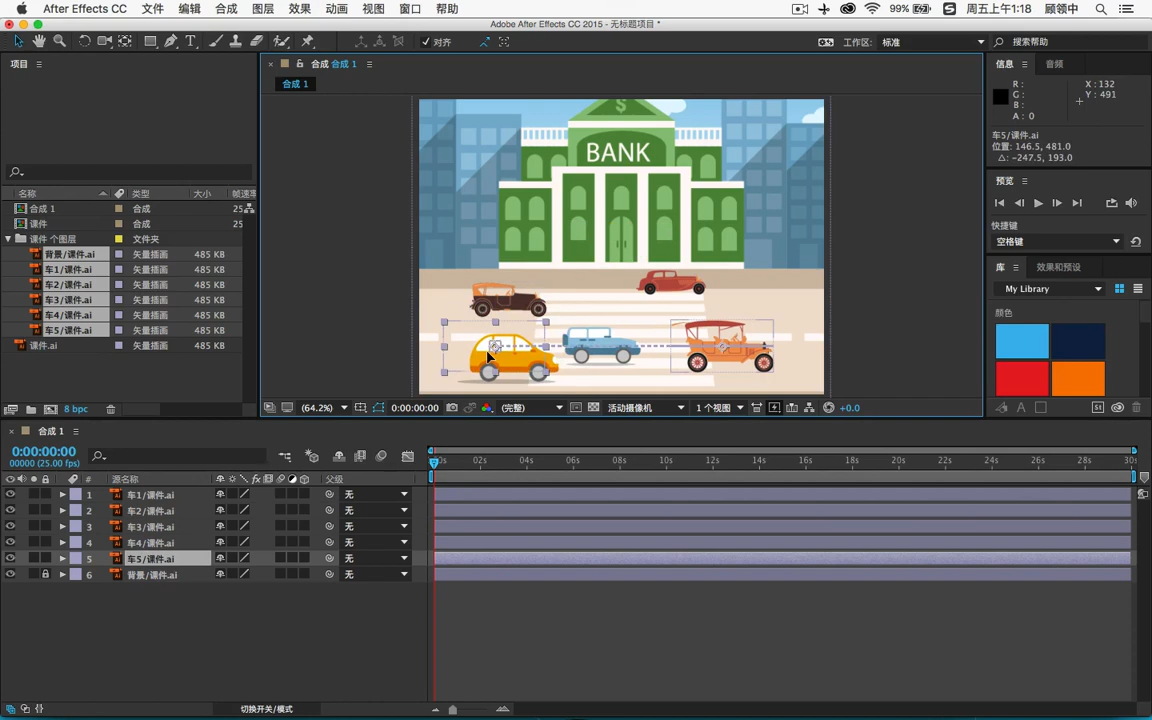 After Effects CC 文件 编辑 合成 图层 效果 动画 视图 窗口 帮助 99% 周五上午1:18 顾领中
Adobe After Effects CC 2015 - 无标题项目 *
对齐 工作区: 标准 搜索帮助
项目
合成 合成 1
合成 1
信息 音频
R :
G :
B :
A : 0
X : 132
Y : 491
车5/课件.ai
位置: 146.5, 481.0
Δ: -247.5, 193.0
预览
快捷键
空格键
库 效果和预设
My Library
颜色
St
名称 类型 大小 帧速率
合成 1 合成 25
课件 合成 25
课件 个图层 文件夹
背景/课件.ai 矢量插画 485 KB
车1/课件.ai 矢量插画 485 KB
车2/课件.ai 矢量插画 485 KB
车3/课件.ai 矢量插画 485 KB
车4/课件.ai 矢量插画 485 KB
车5/课件.ai 矢量插画 485 KB
课件.ai 矢量插画 485 KB
8 bpc
$
BANK
(64.2%) 0:00:00:00 (完整) 活动摄像机 1 个视图 +0.0
合成 1
0:00:00:00
00000 (25.00 fps)
# 源名称 父级
0s 02s 04s 06s 08s 10s 12s 14s 16s 18s 20s 22s 24s 26s 28s 30s
1 车1/课件.ai 无
2 车2/课件.ai 无
3 车3/课件.ai 无
4 车4/课件.ai 无
5 车5/课件.ai 无
6 背景/课件.ai 无
切换开关/模式